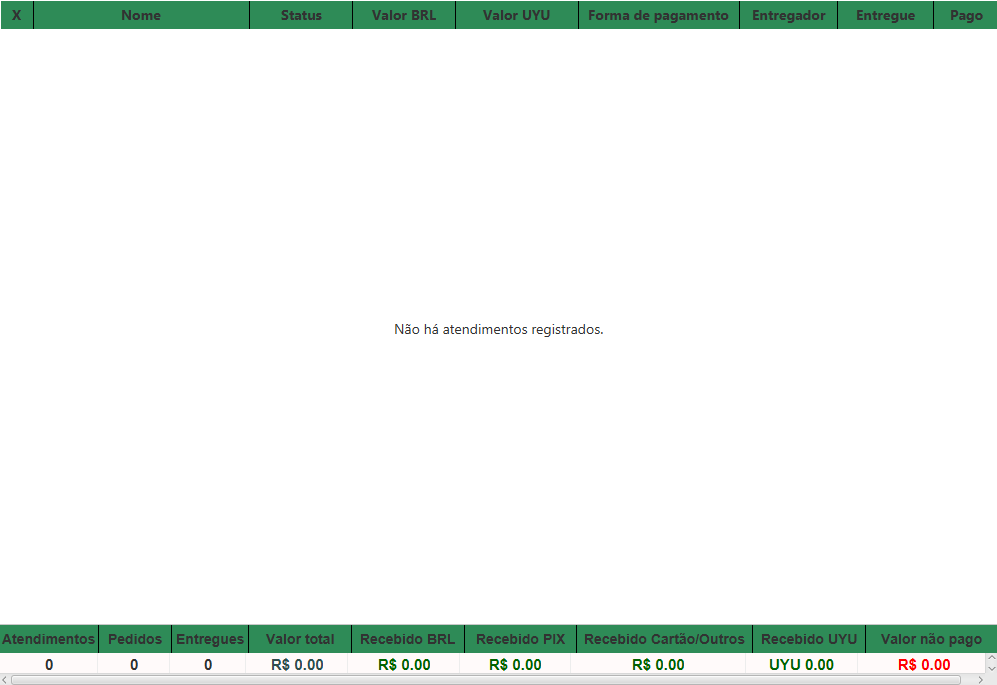 X Nome Status Valor BRL Valor UYU Forma de pagamento Entregador Entregue Pago
Não há atendimentos registrados.
Atendimentos Pedidos Entregues Valor total Recebido BRL Recebido PIX Recebido Cartão/Outros Recebido UYU Valor não pago
0 0 0 R$ 0.00 R$ 0.00 R$ 0.00 R$ 0.00 UYU 0.00 R$ 0.00